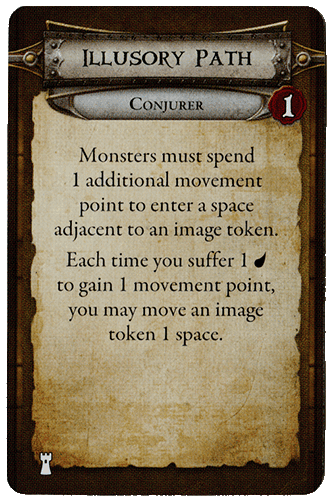 ILLUSORY PATH
CONJURER
1
Monsters must spend
1 additional movement
point to enter a space
adjacent to an image token.
Each time you suffer 1
to gain 1 movement point,
you may move an image
token 1 space.